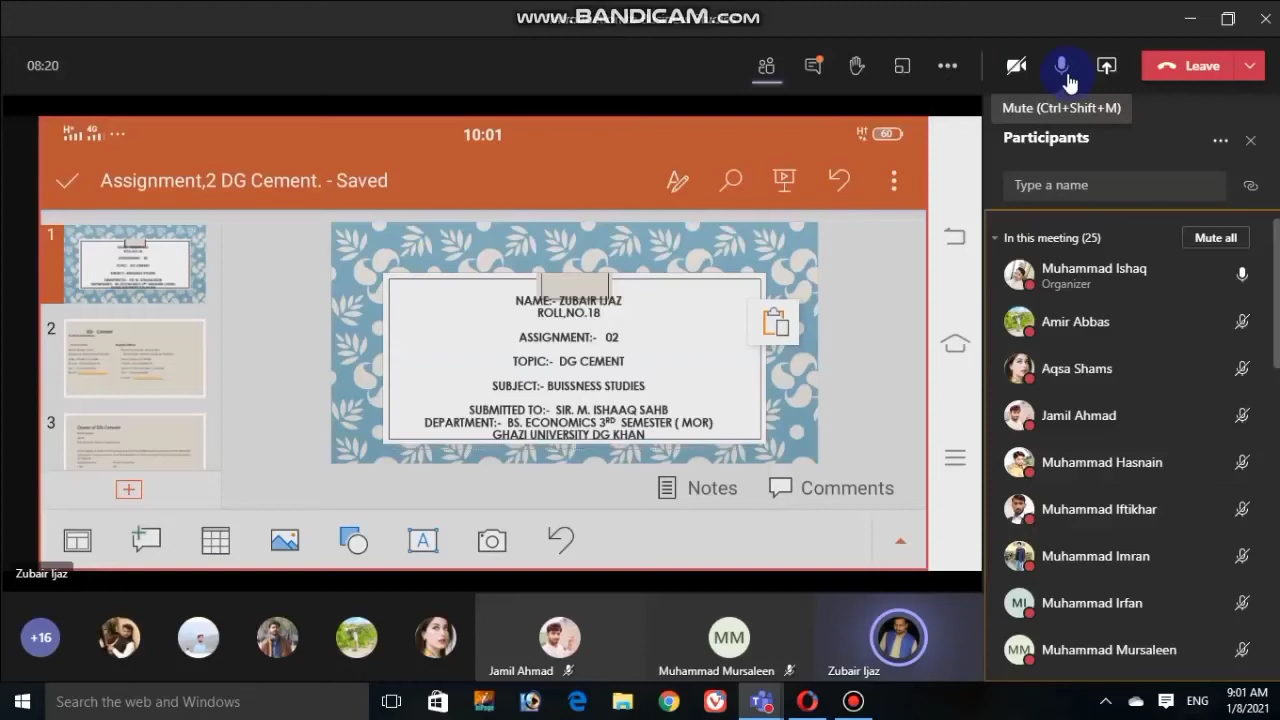 www.BANDICAM.com
08:20
Leave
Mute (Ctrl+Shift+M)
H+ 4G
10:01
60
Assignment,2 DG Cement. - Saved
1
2
3
NAME:- ZUBAIR IJAZ
ROLL,NO.18
ASSIGNMENT:- 02
TOPIC:- DG CEMENT
SUBJECT:- BUISSNESS STUDIES
SUBMITTED TO:- SIR. M. ISHAAQ SAHB
DEPARTMENT:- BS. ECONOMICS 3RD SEMESTER ( MOR)
GHAZI UNIVERSITY DG KHAN
Notes
Comments
Zubair Ijaz
Participants
Type a name
In this meeting (25)
Mute all
Muhammad Ishaq
Organizer
Amir Abbas
Aqsa Shams
Jamil Ahmad
Muhammad Hasnain
Muhammad Iftikhar
Muhammad Imran
MI
Muhammad Irfan
MM
Muhammad Mursaleen
+16
Jamil Ahmad
MM
Muhammad Mursaleen
Zubair Ijaz
Search the web and Windows
ENG
9:01 AM
1/8/2021